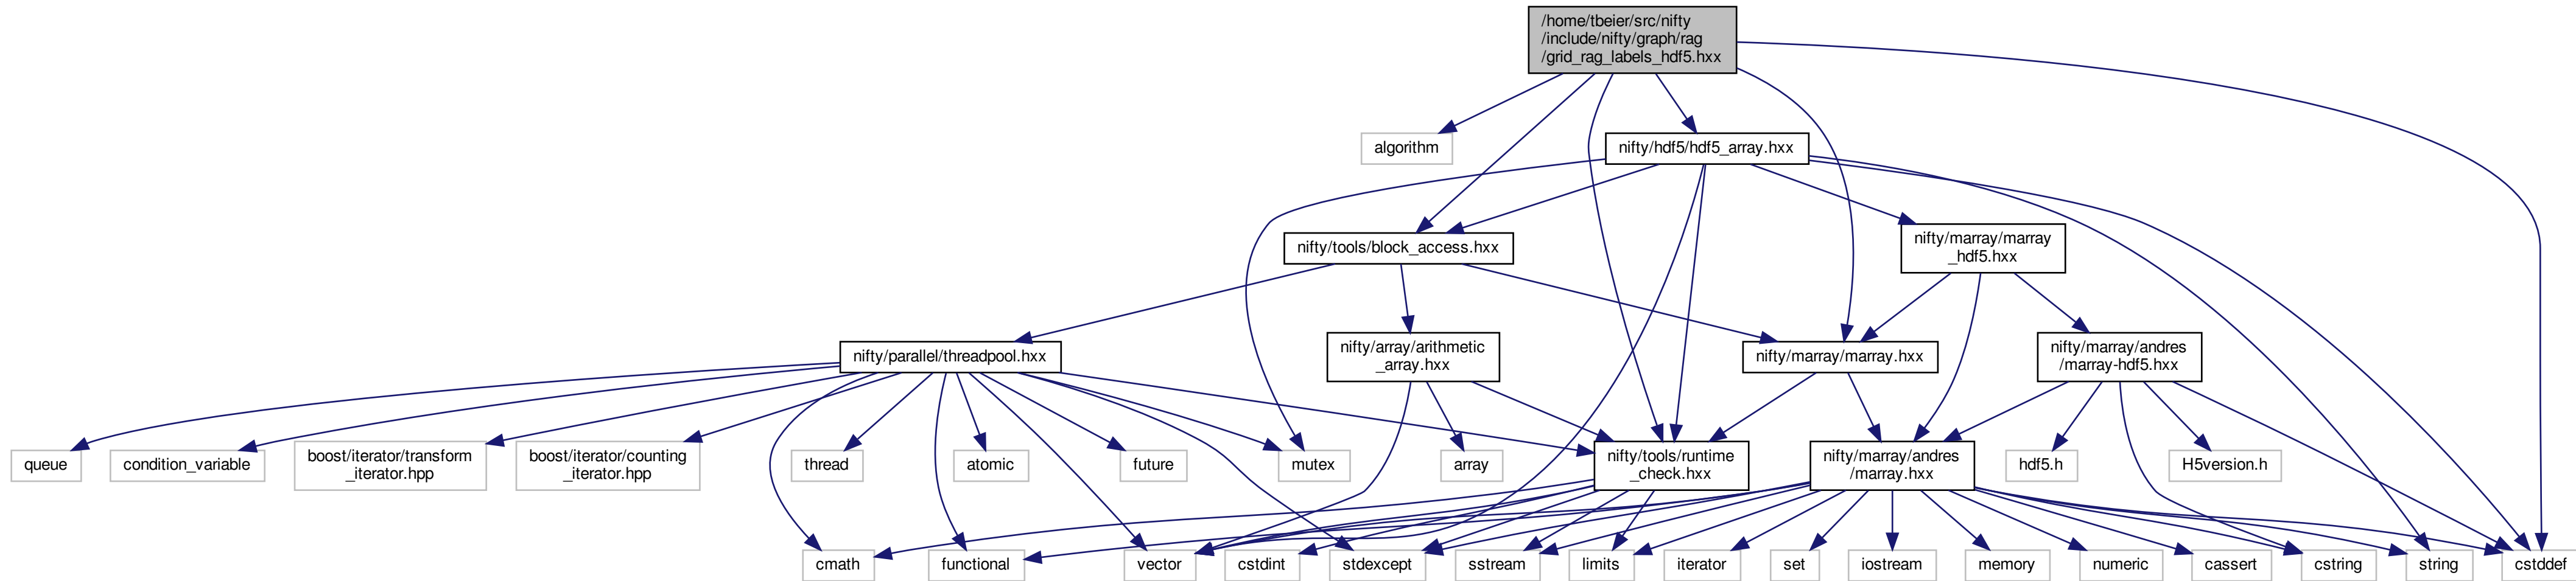 /home/tbeier/src/nifty
/include/nifty/graph/rag
/grid_rag_labels_hdf5.hxx
algorithm
nifty/hdf5/hdf5_array.hxx
nifty/tools/block_access.hxx
nifty/marray/marray
_hdf5.hxx
nifty/parallel/threadpool.hxx
nifty/array/arithmetic
_array.hxx
nifty/marray/marray.hxx
nifty/marray/andres
/marray-hdf5.hxx
queue
condition_variable
boost/iterator/transform
_iterator.hpp
boost/iterator/counting
_iterator.hpp
thread
atomic
future
mutex
array
nifty/tools/runtime
_check.hxx
nifty/marray/andres
/marray.hxx
hdf5.h
H5version.h
cmath
functional
vector
cstdint
stdexcept
sstream
limits
iterator
set
iostream
memory
numeric
cassert
cstring
string
cstddef